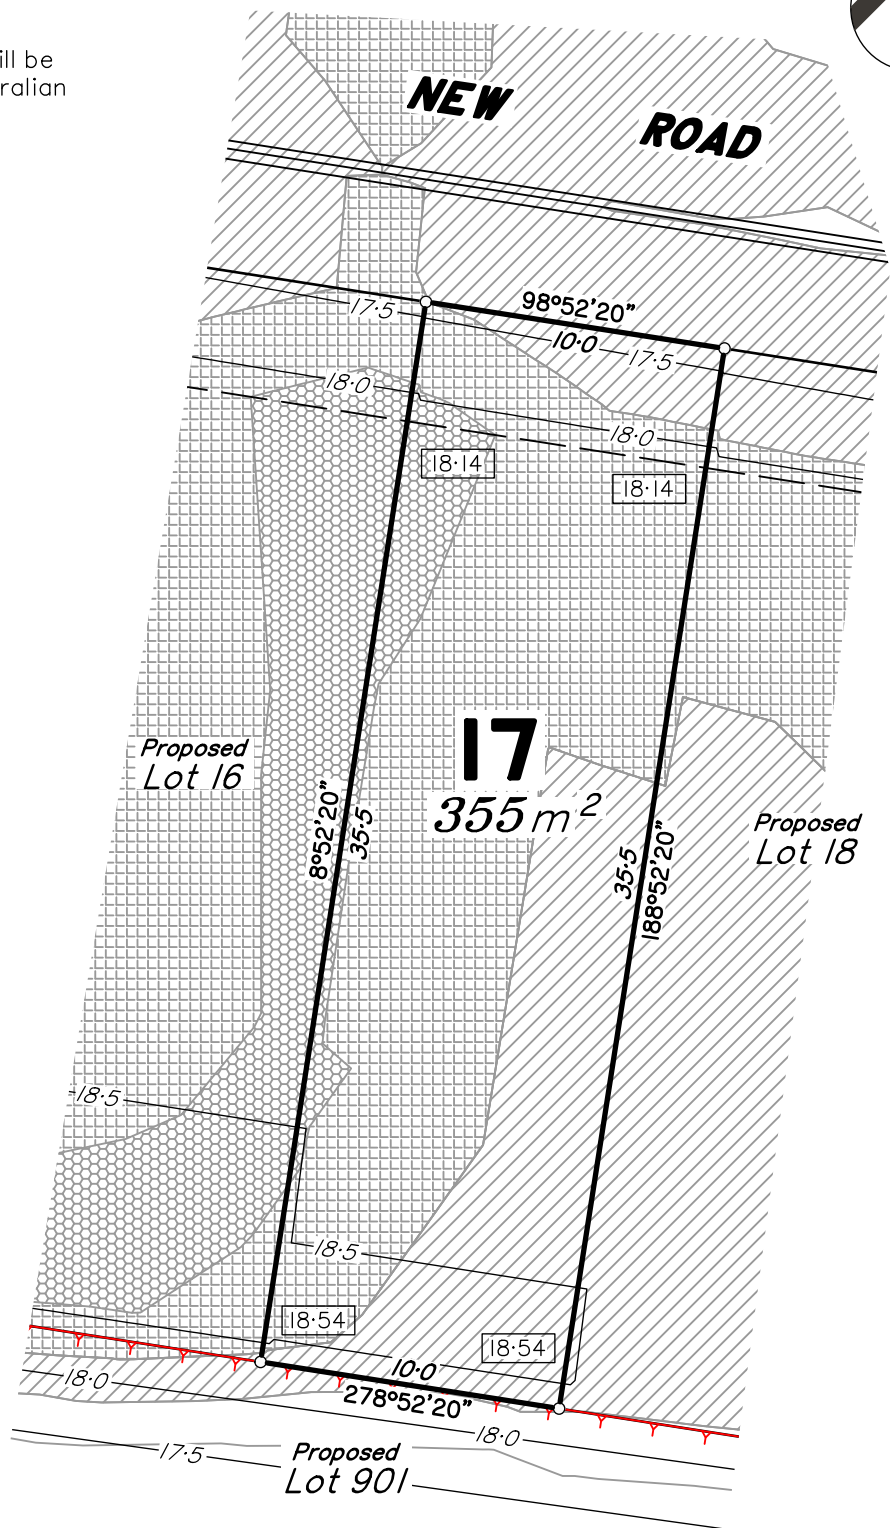 ill be
ralian
NEW ROAD
98°52'20"
10·0
17·5
17·5
18·0
18·0
18·14
18·14
17
355 m²
Proposed
Lot 16
8°52'20"
35·5
35·5
188°52'20"
Proposed
Lot 18
18·5
18·5
18·54
18·54
10·0
278°52'20"
18·0
18·0
17·5
Proposed
Lot 901